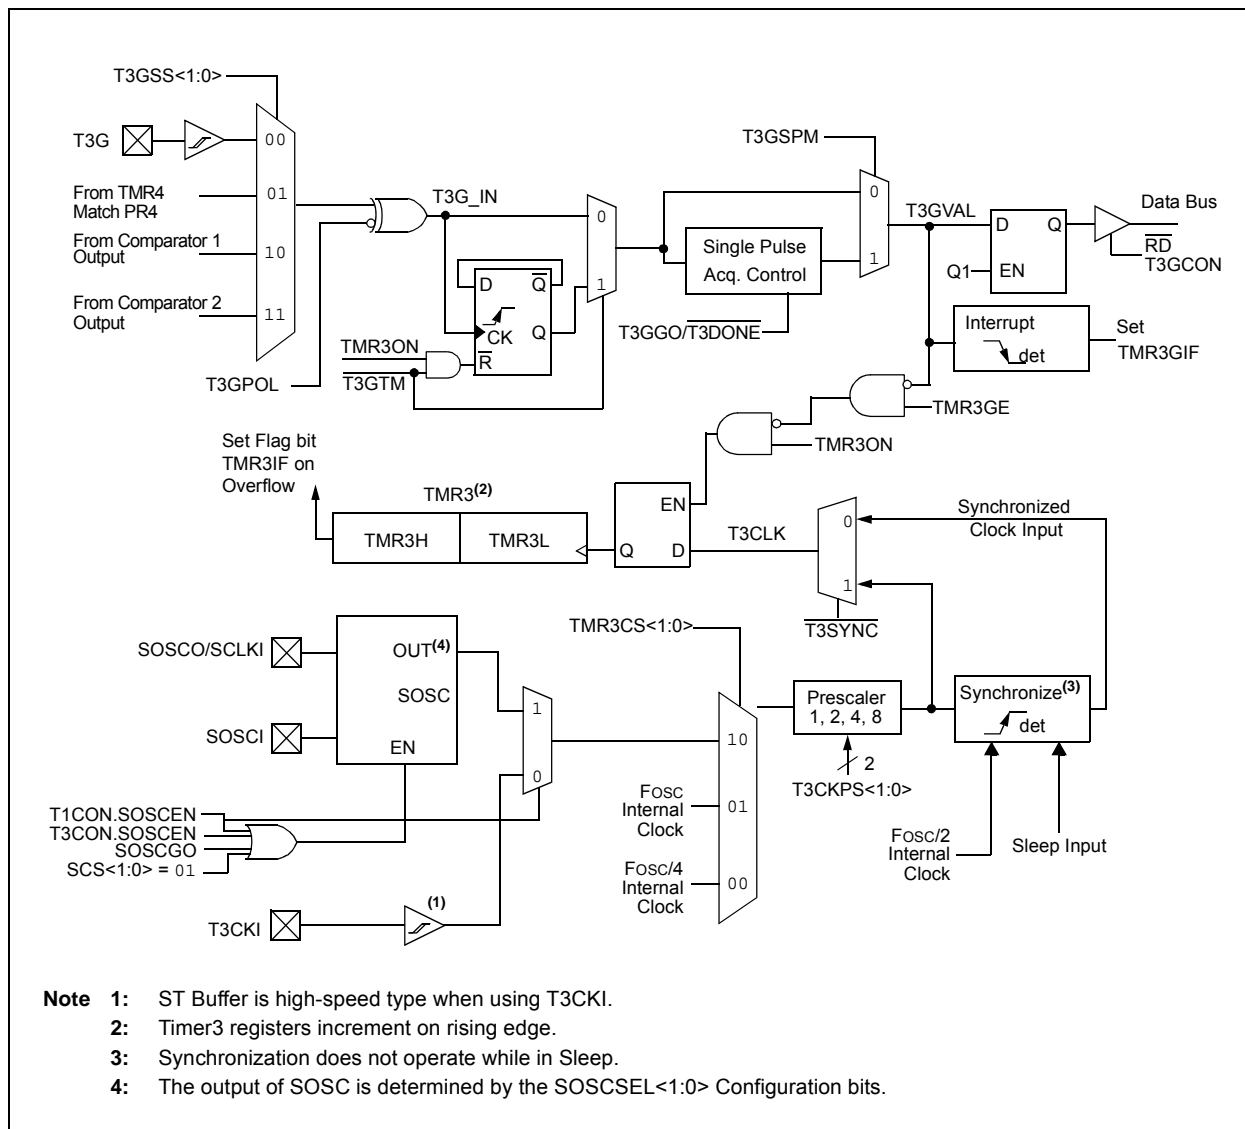 T3GSS<1:0>
T3G
00
From TMR4
Match PR4
01
From Comparator 1
Output
10
From Comparator 2
Output
11
T3GPOL
T3G_IN
0
1
D
Q
CK
Q
R
TMR3ON
T3GTM
T3GSPM
Single Pulse
Acq. Control
T3GGO/T3DONE
0
1
T3GVAL
D
Q
Q1
EN
Data Bus
RD
T3GCON
Interrupt
det
Set
TMR3GIF
TMR3GE
TMR3ON
Set Flag bit
TMR3IF on
Overflow
TMR3(2)
TMR3H
TMR3L
EN
Q
D
T3CLK
0
1
T3SYNC
Synchronized
Clock Input
SOSCO/SCLKI
OUT(4)
SOSC
SOSCI
EN
1
0
T1CON.SOSCEN
T3CON.SOSCEN
SOSCGO
SCS<1:0> = 01
T3CKI
(1)
TMR3CS<1:0>
10
FOSC
Internal
Clock
01
FOSC/4
Internal
Clock
00
Prescaler
1, 2, 4, 8
2
T3CKPS<1:0>
Synchronize(3)
det
FOSC/2
Internal
Clock
Sleep Input
Note 1: ST Buffer is high-speed type when using T3CKI.
2: Timer3 registers increment on rising edge.
3: Synchronization does not operate while in Sleep.
4: The output of SOSC is determined by the SOSCSEL<1:0> Configuration bits.